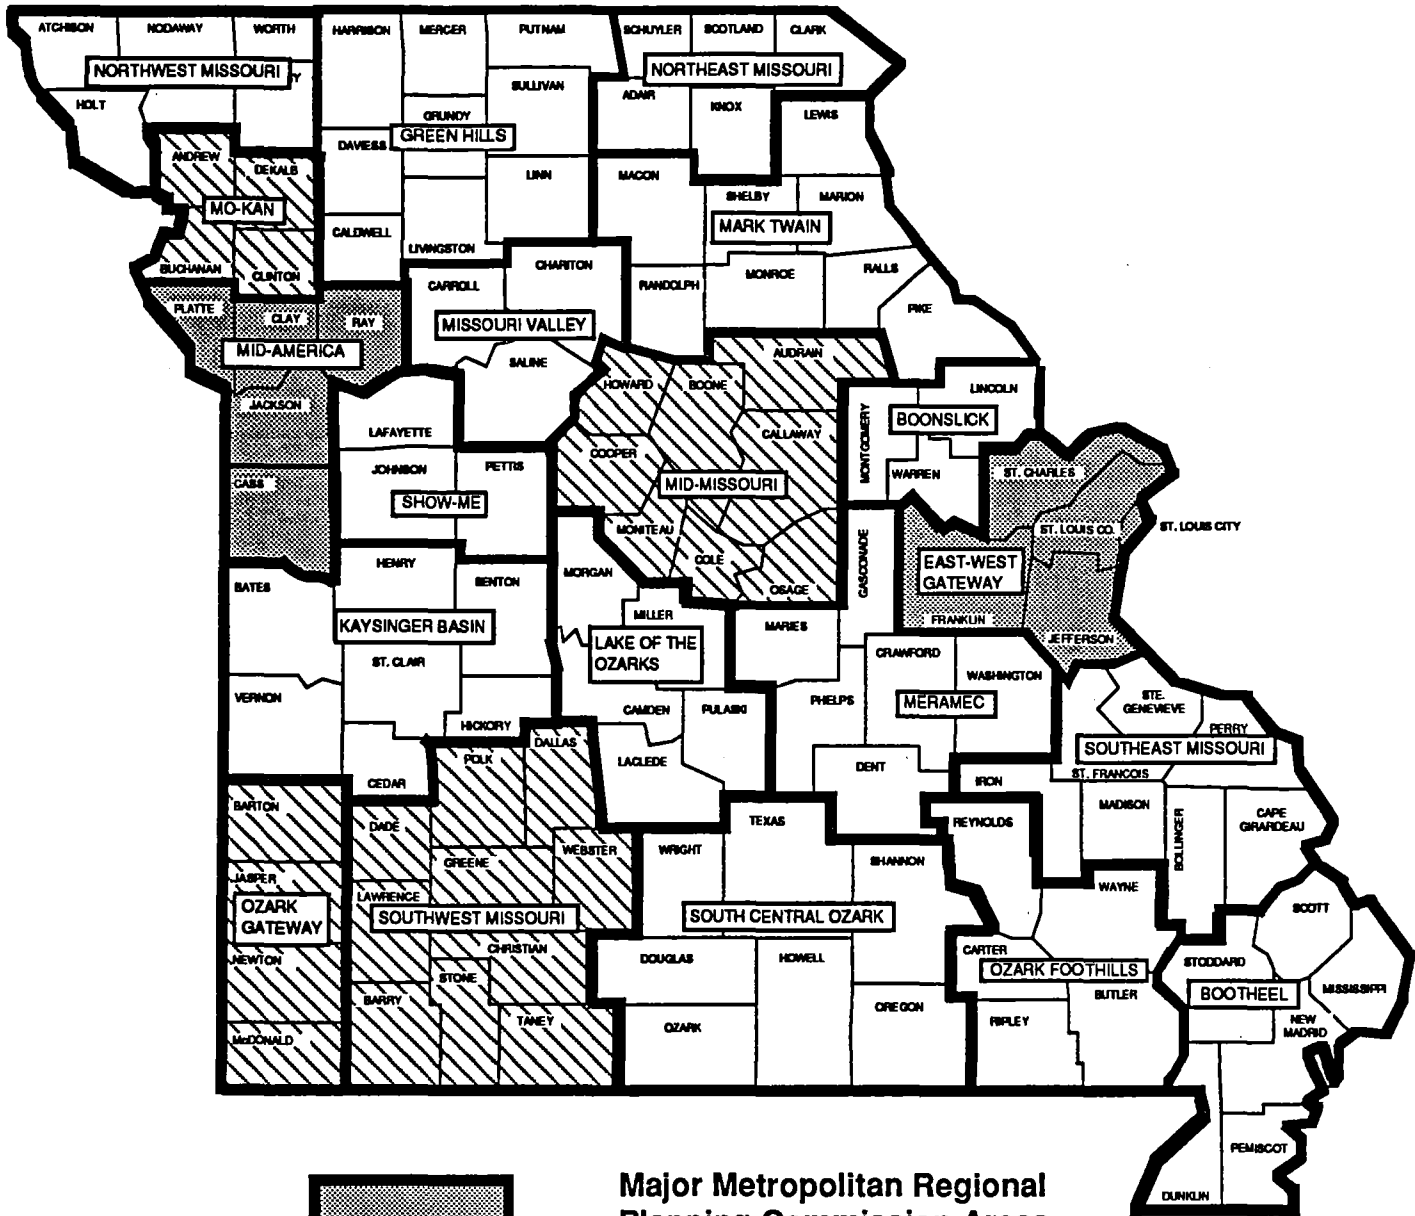 ATCHISON
NODAWAY
WORTH
HARRISON
MERCER
PUTNAM
SCHUYLER
SCOTLAND
CLARK
NORTHWEST MISSOURI
NORTHEAST MISSOURI
HOLT
SULLIVAN
ADAIR
KNOX
LEWIS
GRUNDY
GREEN HILLS
DAVIESS
ANDREW
DEKALB
LINN
MACON
SHELBY
MARION
MO-KAN
MARK TWAIN
CALDWELL
LIVINGSTON
CHARITON
BUCHANAN
CLINTON
CARROLL
RANDOLPH
MONROE
RALLS
PIKE
PLATTE
CLAY
RAY
MISSOURI VALLEY
MID-AMERICA
SALINE
AUDRAIN
HOWARD
BOONE
LINCOLN
JACKSON
BOONSLICK
LAFAYETTE
CALLAWAY
MONTGOMERY
COOPER
JOHNSON
PETTIS
WARREN
ST. CHARLES
CASS
MID-MISSOURI
SHOW-ME
MONITEAU
ST. LOUIS CO.
ST. LOUIS CITY
HENRY
COLE
GASCONADE
EAST-WEST
GATEWAY
BATES
BENTON
MORGAN
OSAGE
MILLER
FRANKLIN
KAYSINGER BASIN
MARIES
JEFFERSON
LAKE OF THE
OZARKS
ST. CLAIR
CRAWFORD
WASHINGTON
VERNON
STE.
GENEVIEVE
HICKORY
CAMDEN
PULASKI
PHELPS
MERAMEC
PERRY
DALLAS
SOUTHEAST MISSOURI
POLK
LACLEDE
DENT
ST. FRANCOIS
CEDAR
IRON
BARTON
MADISON
DADE
TEXAS
REYNOLDS
BOLLINGER
CAPE
GIRARDEAU
GREENE
WEBSTER
WRIGHT
SHANNON
JASPER
LAWRENCE
WAYNE
OZARK
GATEWAY
SOUTHWEST MISSOURI
SOUTH CENTRAL OZARK
SCOTT
CHRISTIAN
CARTER
NEWTON
DOUGLAS
HOWELL
OZARK FOOTHILLS
STODDARD
STONE
BOOTHEEL
MISSISSIPPI
BARRY
BUTLER
TANEY
OZARK
OREGON
RIPLEY
NEW
MADRID
McDONALD
PEMISCOT
DUNKLIN
Major Metropolitan Regional
Planning Commission Areas